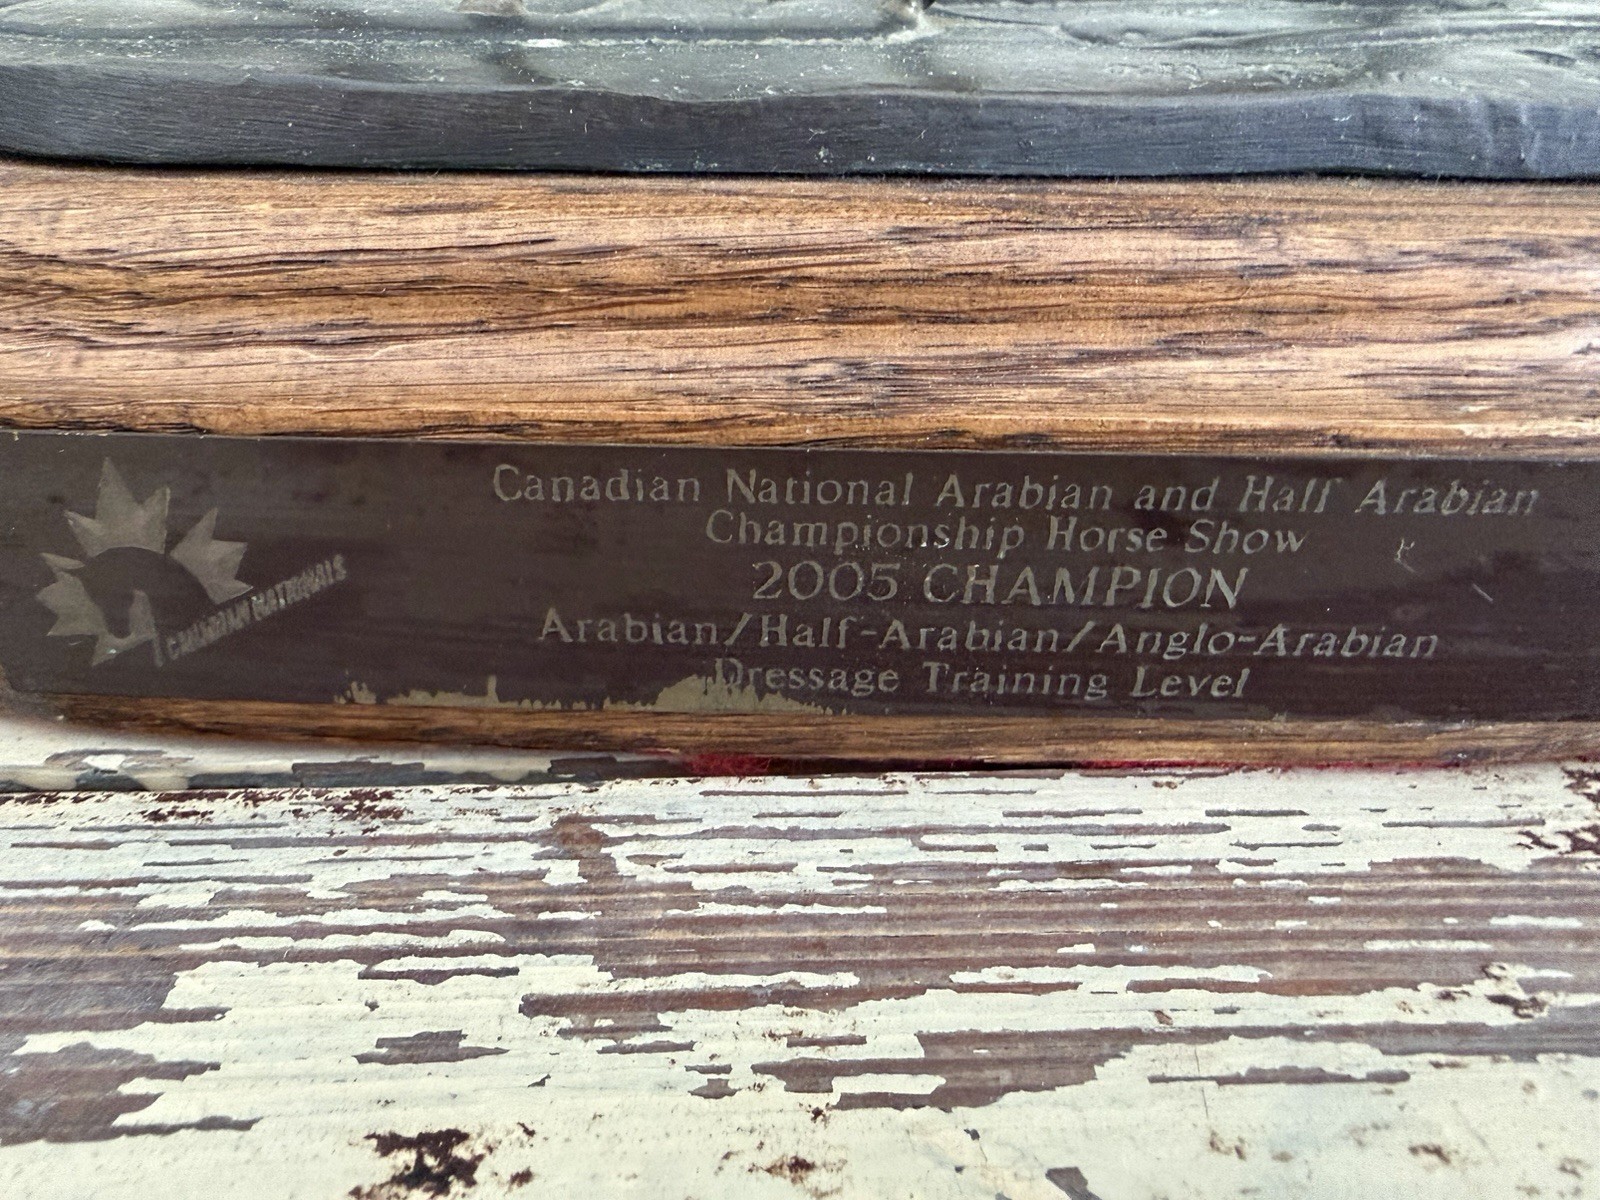 Canadian National Arabian and Half Arabian
Championship Horse Show
2005 CHAMPION
Arabian/Half-Arabian/Anglo-Arabian
Dressage Training Level
CANADIAN NATIONALS